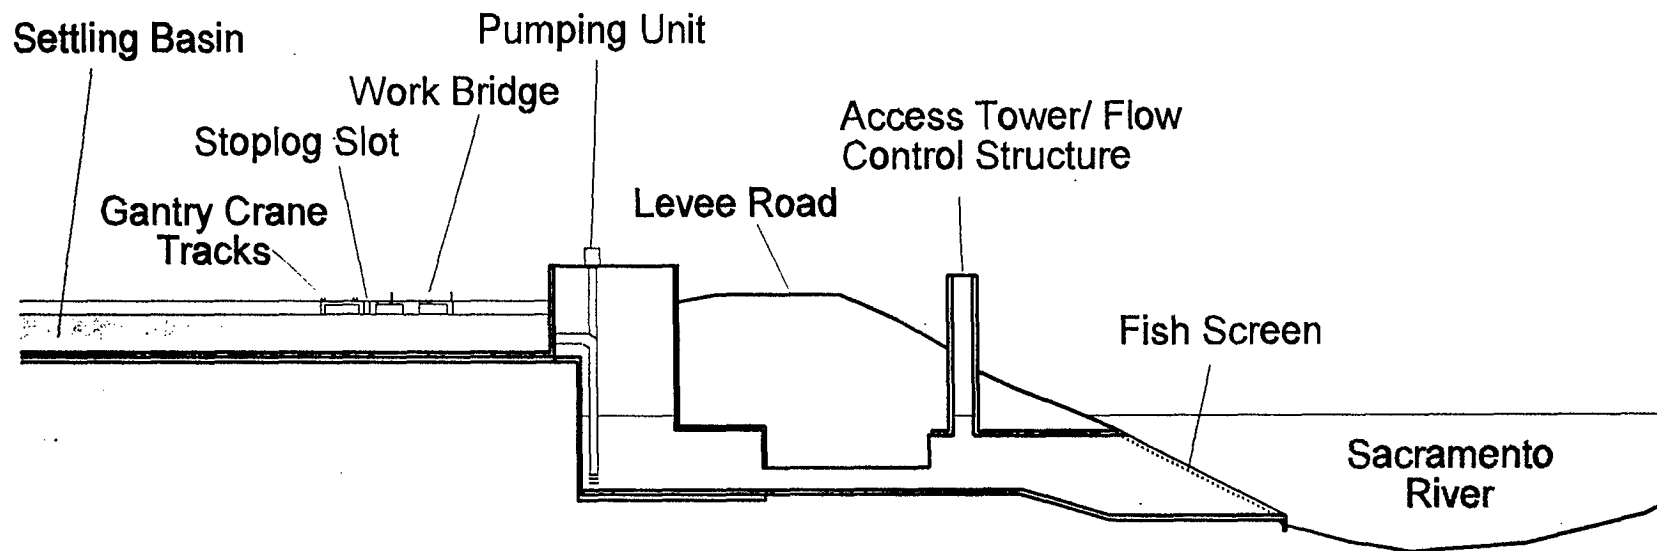 Settling Basin
Pumping Unit
Work Bridge
Stoplog Slot
Gantry Crane
Tracks
Access Tower/ Flow
Control Structure
Levee Road
Fish Screen
Sacramento
River